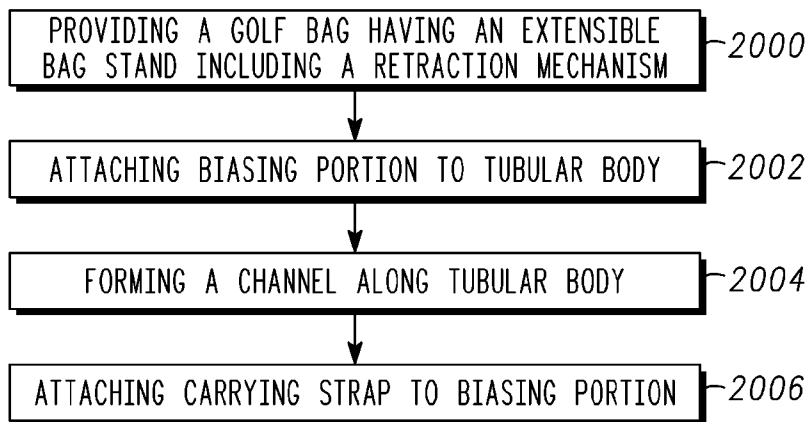 PROVIDING A GOLF BAG HAVING AN EXTENSIBLE
BAG STAND INCLUDING A RETRACTION MECHANISM
2000
ATTACHING BIASING PORTION TO TUBULAR BODY
2002
FORMING A CHANNEL ALONG TUBULAR BODY
2004
ATTACHING CARRYING STRAP TO BIASING PORTION
2006